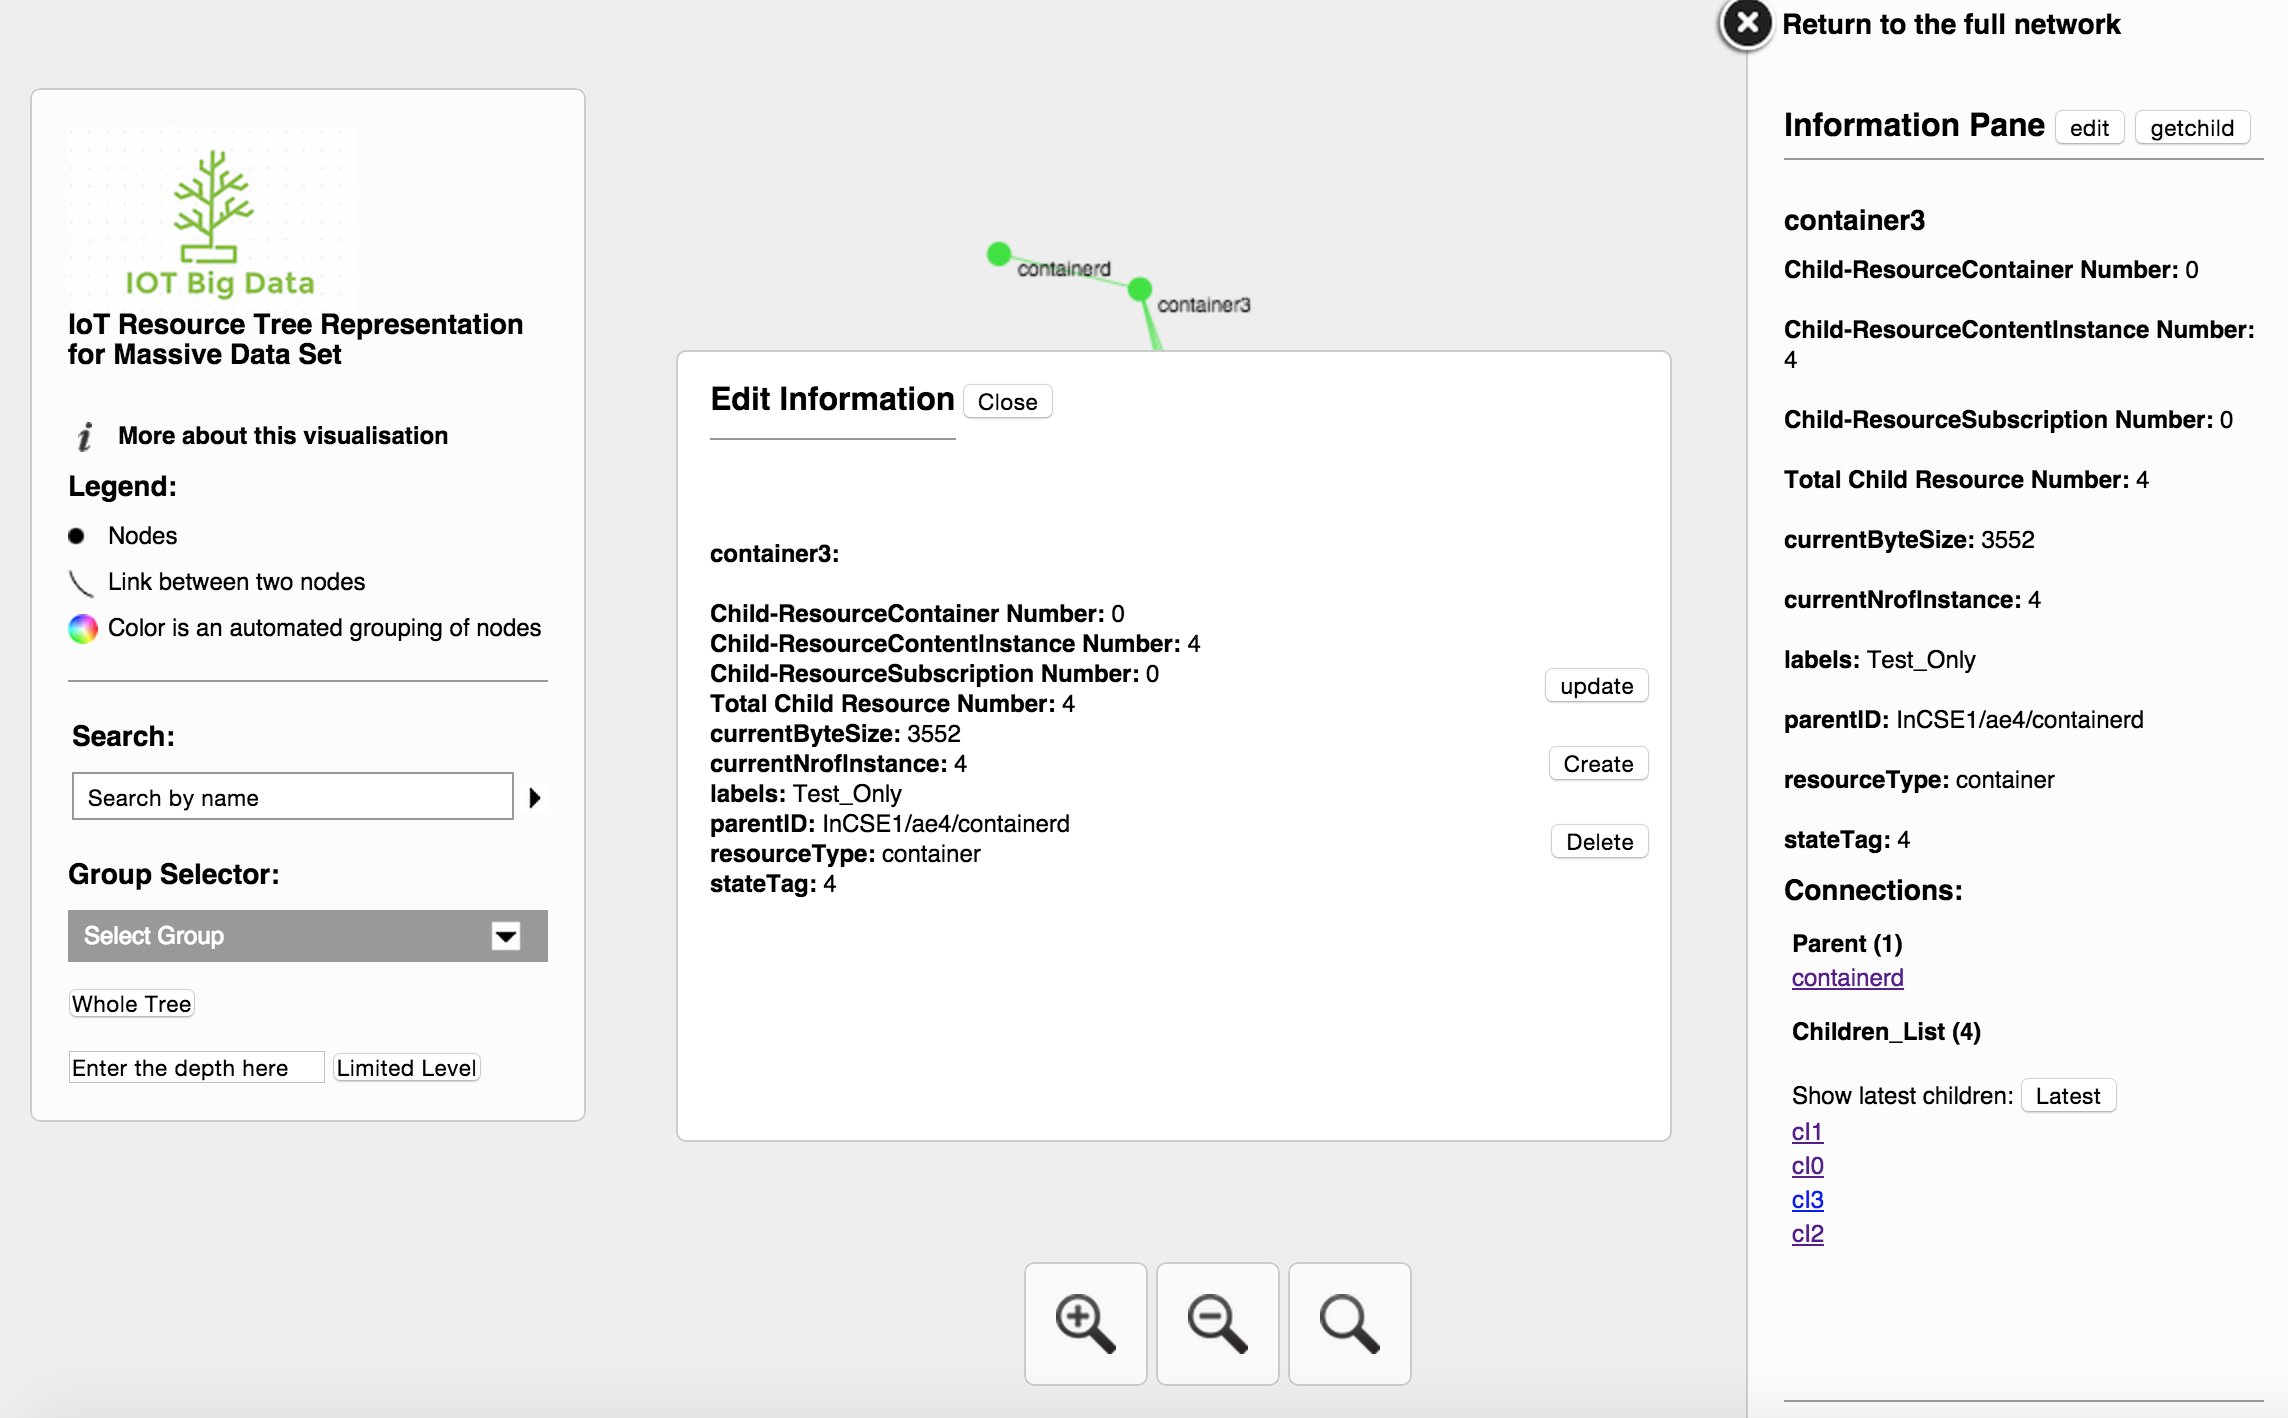 IOT Big Data
IoT Resource Tree Representation
for Massive Data Set
i More about this visualisation
Legend:
Nodes
Link between two nodes
Color is an automated grouping of nodes
Search:
Search by name
Group Selector:
Select Group
Whole Tree
Enter the depth here Limited Level
containerd
container3
Edit Information Close
container3:
Child-ResourceContainer Number: 0
Child-ResourceContentInstance Number: 4
Child-ResourceSubscription Number: 0
Total Child Resource Number: 4
currentByteSize: 3552
currentNrofInstance: 4
labels: Test_Only
parentID: InCSE1/ae4/containerd
resourceType: container
stateTag: 4
update
Create
Delete
Return to the full network
Information Pane edit getchild
container3
Child-ResourceContainer Number: 0
Child-ResourceContentInstance Number:
4
Child-ResourceSubscription Number: 0
Total Child Resource Number: 4
currentByteSize: 3552
currentNrofInstance: 4
labels: Test_Only
parentID: InCSE1/ae4/containerd
resourceType: container
stateTag: 4
Connections:
Parent (1)
containerd
Children_List (4)
Show latest children: Latest
cI1
cI0
cI3
cI2